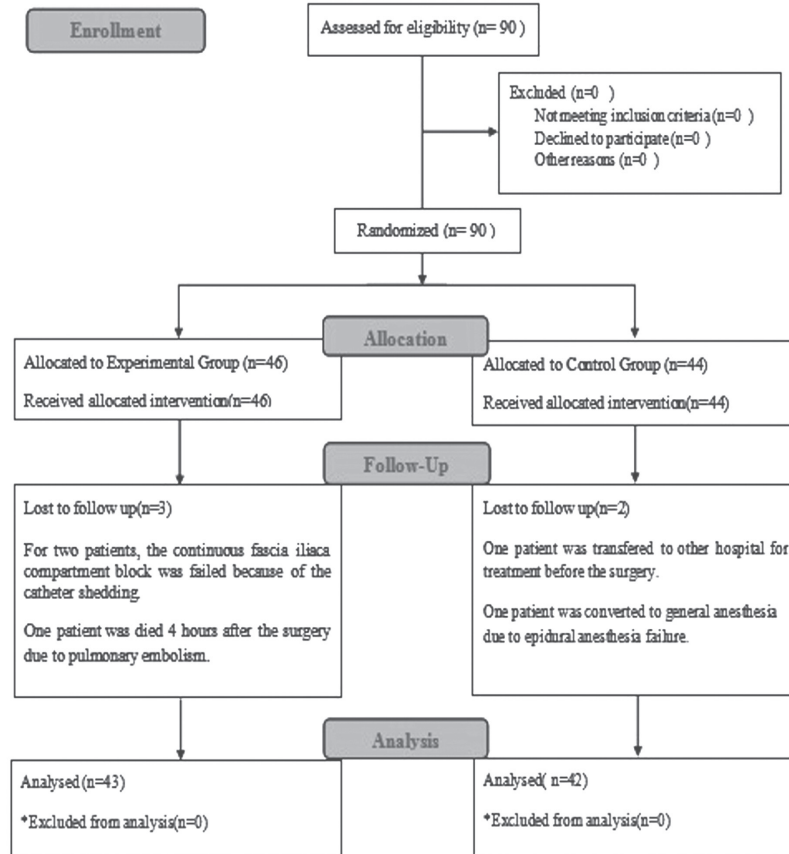 Enrollment
Assessed for eligibility (n= 90 )
Excluded (n=0 )
Not meeting inclusion criteria (n=0 )
Declined to participate (n=0 )
Other reasons (n=0 )
Randomized (n= 90 )
Allocation
Allocated to Experimental Group (n=46)
Received allocated intervention(n=46)
Allocated to Control Group (n=44)
Received allocated intervention(n=44)
Follow-Up
Lost to follow up(n=3)
For two patients, the continuous fascia iliaca
compartment block was failed because of the
catheter shedding.
One patient was died 4 hours after the surgery
due to pulmonary embolism.
Lost to follow up(n=2)
One patient was transfered to other hospital for
treatment before the surgery.
One patient was converted to general anesthesia
due to epidural anesthesia failure.
Analysis
Analysed (n=43)
*Excluded from analysis(n=0)
Analysed( n=42)
*Excluded from analysis(n=0)